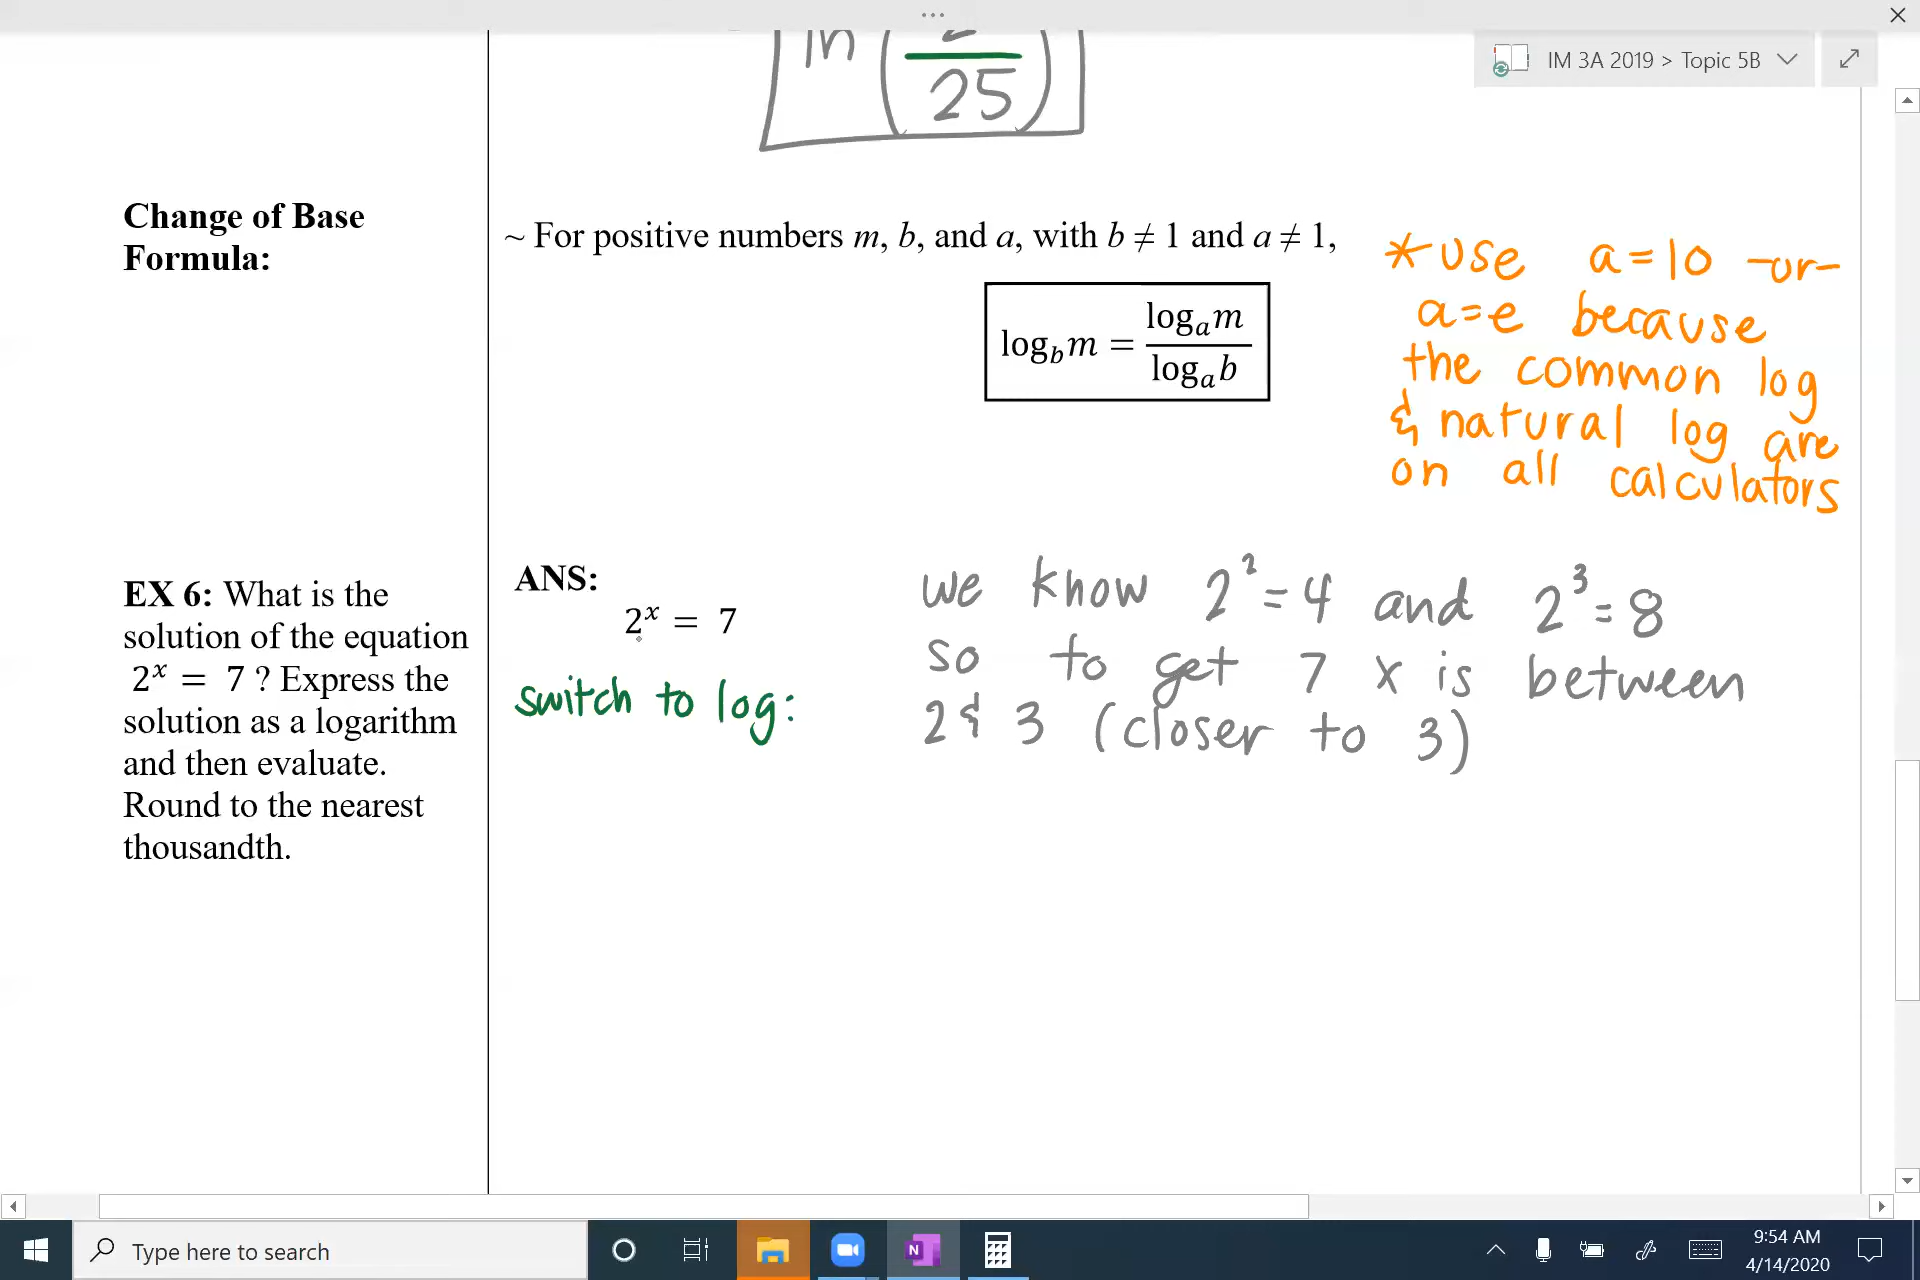 IM 3A 2019 > Topic 5B
ln ( /25)
Change of Base
Formula:
~ For positive numbers m, b, and a, with b ≠ 1 and a ≠ 1,
log_b m = log_a m / log_a b
*use a=10 -or-
a=e because
the common log
& natural log are
on all calculators
EX 6: What is the
solution of the equation
2^x = 7 ? Express the
solution as a logarithm
and then evaluate.
Round to the nearest
thousandth.
ANS:
2^x = 7
switch to log:
we know 2^2=4 and 2^3=8
so to get 7 x is between
2 & 3 (closer to 3)
Type here to search
9:54 AM
4/14/2020